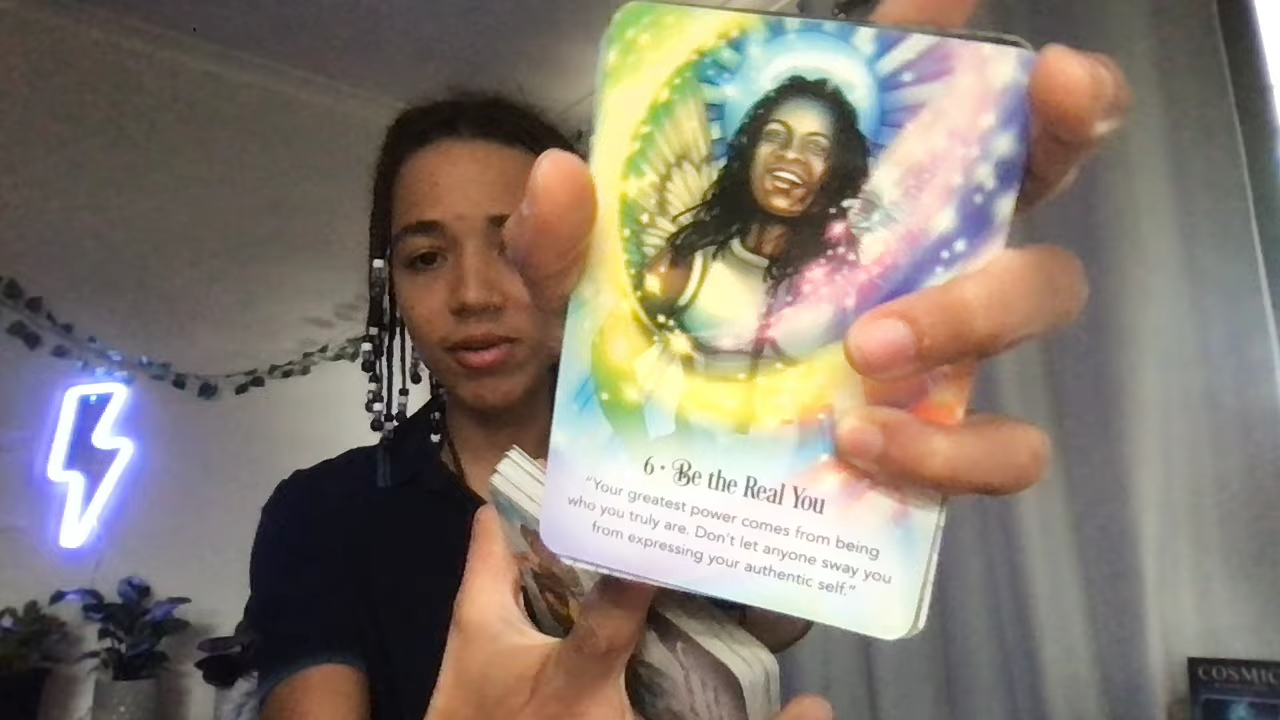 6 • Be the Real You
“Your greatest power comes from being
who you truly are. Don’t let anyone sway you
from expressing your authentic self.”
COSMIC